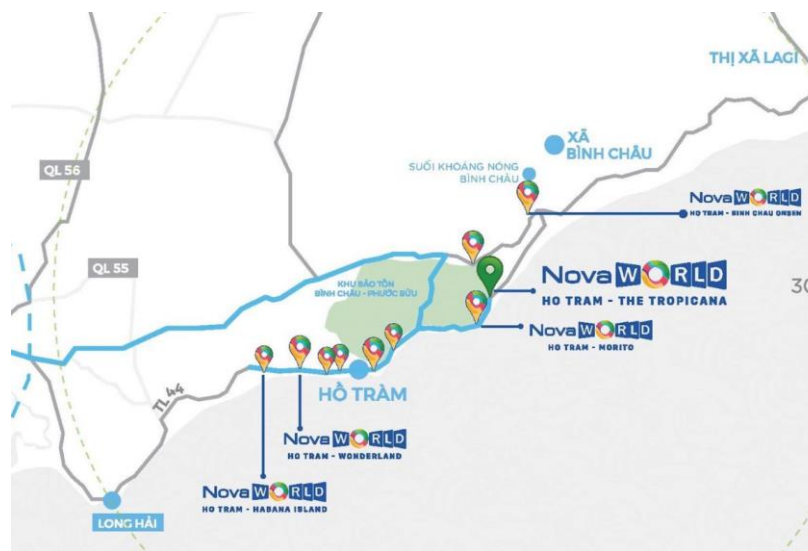 THỊ XÃ LAGI
XÃ
BÌNH CHÂU
SUỐI KHOÁNG NÓNG
BÌNH CHÂU
QL 56
NovaWORLD
HO TRAM - BINH CHAU ONSEN
QL 55
KHU BẢO TỒN
BÌNH CHÂU - PHƯỚC BỬU
NovaWORLD
HO TRAM - THE TROPICANA
30
NovaWORLD
HO TRAM - MORITO
HỒ TRÀM
TL 44
NovaWORLD
HO TRAM - WONDERLAND
NovaWORLD
HO TRAM - HABANA ISLAND
LONG HẢI